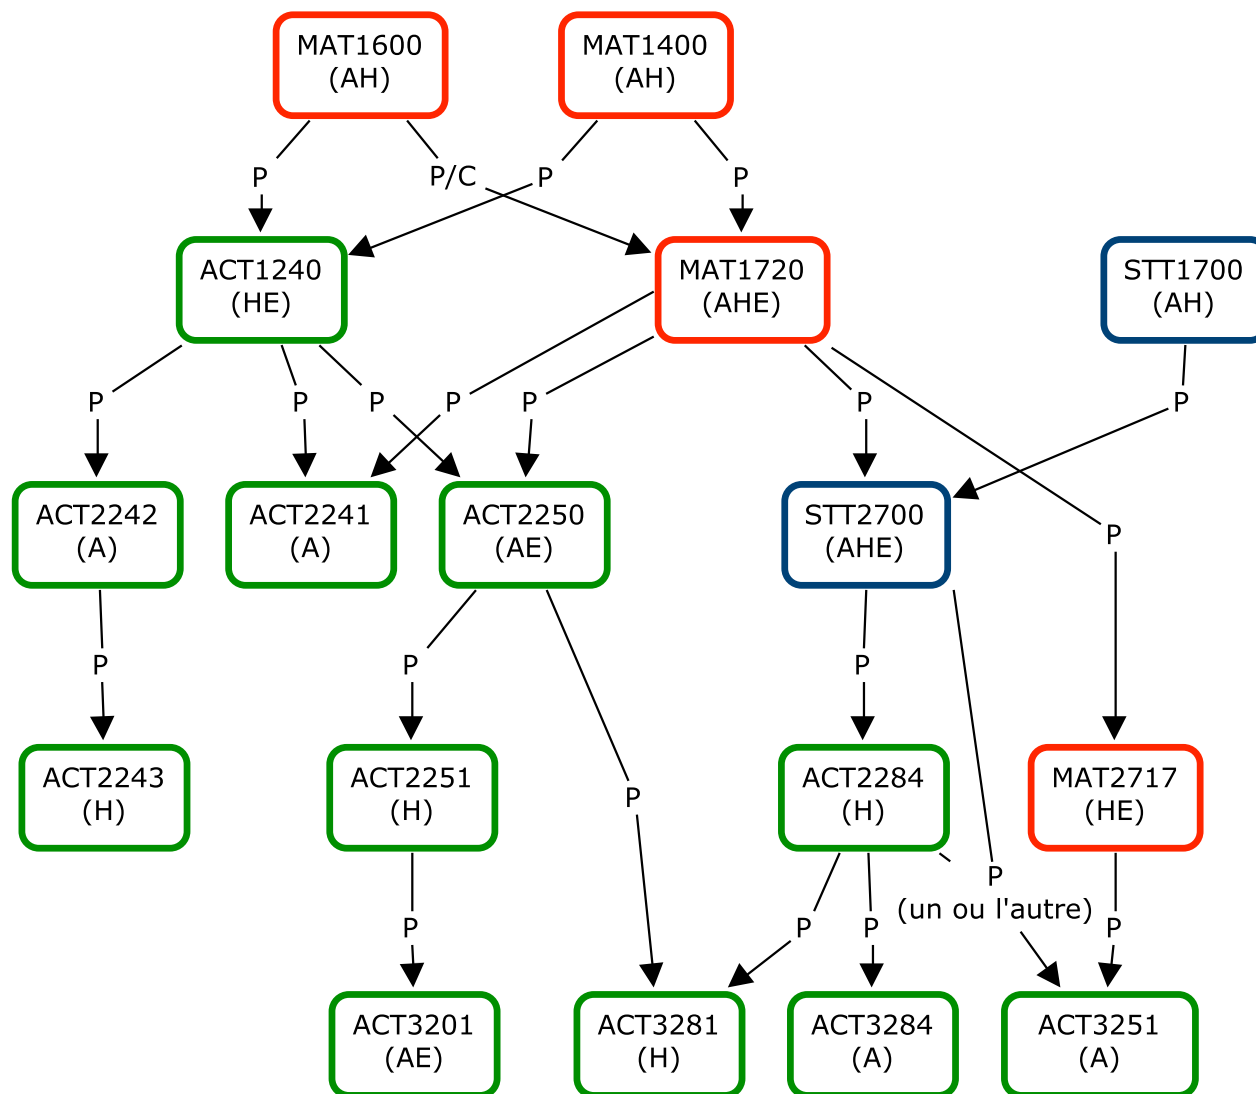 MAT1600
(AH)
MAT1400
(AH)
P
P/C
P
P
ACT1240
(HE)
MAT1720
(AHE)
STT1700
(AH)
P
P
P
P
P
P
P
ACT2242
(A)
ACT2241
(A)
ACT2250
(AE)
STT2700
(AHE)
P
P
P
P
ACT2243
(H)
ACT2251
(H)
ACT2284
(H)
MAT2717
(HE)
P
P
(un ou l'autre)
P
P
P
P
ACT3201
(AE)
ACT3281
(H)
ACT3284
(A)
ACT3251
(A)